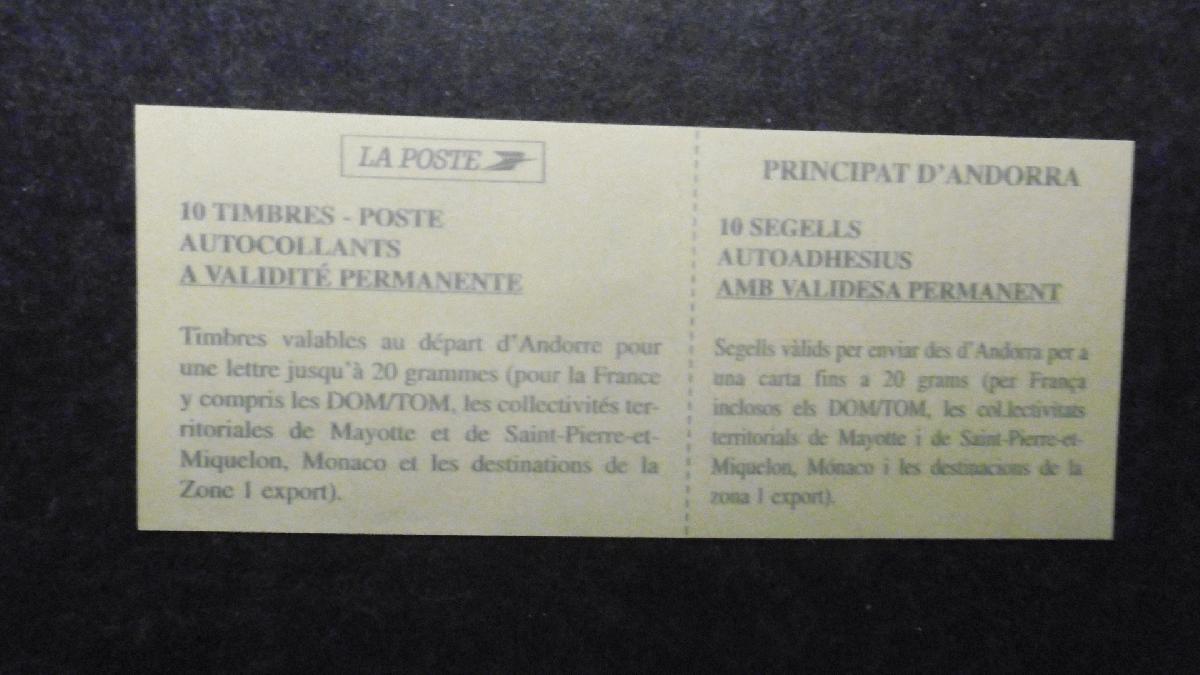 LA POSTE
10 TIMBRES - POSTE
AUTOCOLLANTS
A VALIDITÉ PERMANENTE
Timbres valables au départ d'Andorre pour
une lettre jusqu'à 20 grammes (pour la France
y compris les DOM/TOM, les collectivités ter-
ritoriales de Mayotte et de Saint-Pierre-et-
Miquelon, Monaco et les destinations de la
Zone 1 export).
PRINCIPAT D'ANDORRA
10 SEGELLS
AUTOADHESIUS
AMB VALIDESA PERMANENT
Segells vàlids per enviar des d'Andorra per a
una carta fins a 20 grams (per França
inclosos els DOM/TOM, les col.lectivitats
territorials de Mayotte i de Saint-Pierre-et-
Miquelon, Mónaco i les destinacions de la
zona 1 export).